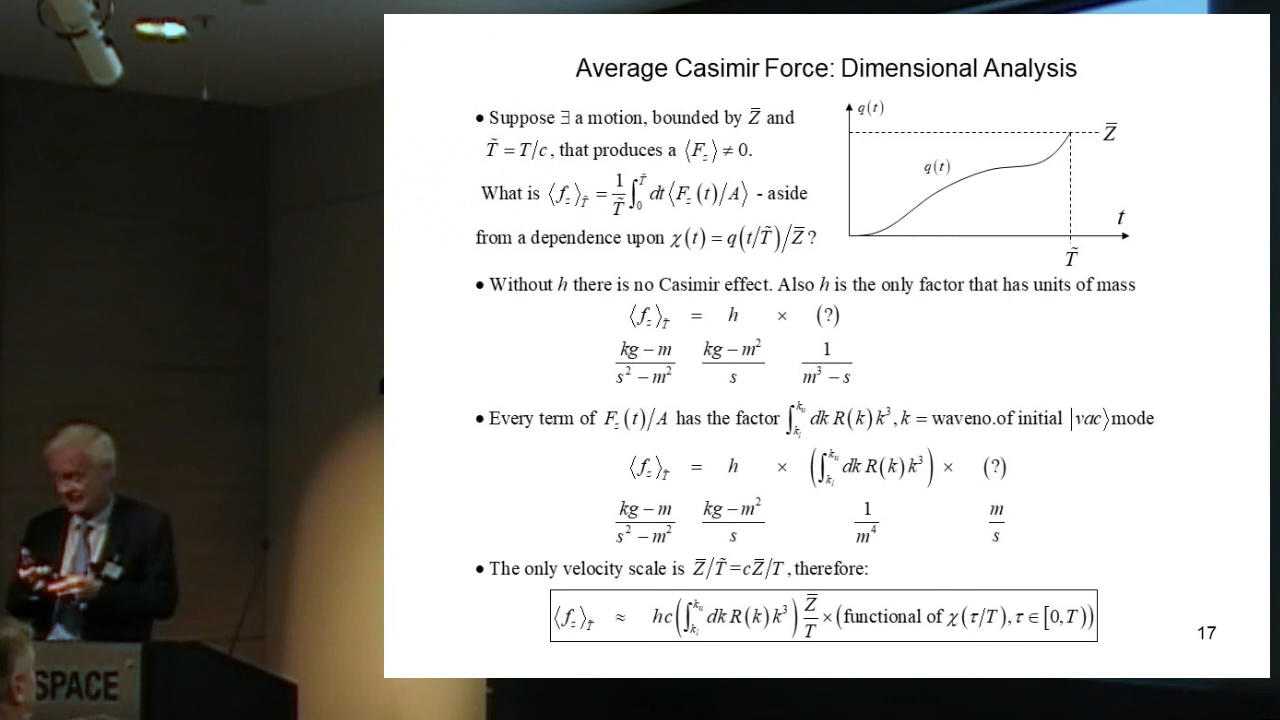 Average Casimir Force: Dimensional Analysis
• Suppose ∃ a motion, bounded by Z̅ and
T̃ = T/c, that produces a ⟨F_z⟩ ≠ 0.
What is ⟨f_z⟩_T̃ = 1/T̃ ∫_0^T̃ dt⟨F_z(t)/A⟩ - aside
from a dependence upon χ(t) = q(t/T̃)/Z̅ ?
q(t)
Z̅
q(t)
t
T̃
• Without h there is no Casimir effect. Also h is the only factor that has units of mass
⟨f_z⟩_T̃ = h × (?)
kg − m / s² − m²   kg − m² / s   1 / m³ − s
• Every term of F_z(t)/A has the factor ∫_{k_l}^{k_u} dk R(k)k³, k = waveno.of initial |vac⟩mode
⟨f_z⟩_T̃ = h × (∫_{k_l}^{k_u} dk R(k)k³) × (?)
kg − m / s² − m²   kg − m² / s   1 / m⁴   m / s
• The only velocity scale is Z̅/T̃ = cZ̅/T, therefore:
⟨f_z⟩_T̃ ≈ hc(∫_{k_l}^{k_u} dk R(k)k³) Z̅/T × (functional of χ(τ/T), τ ∈ [0,T))
17
SPACE